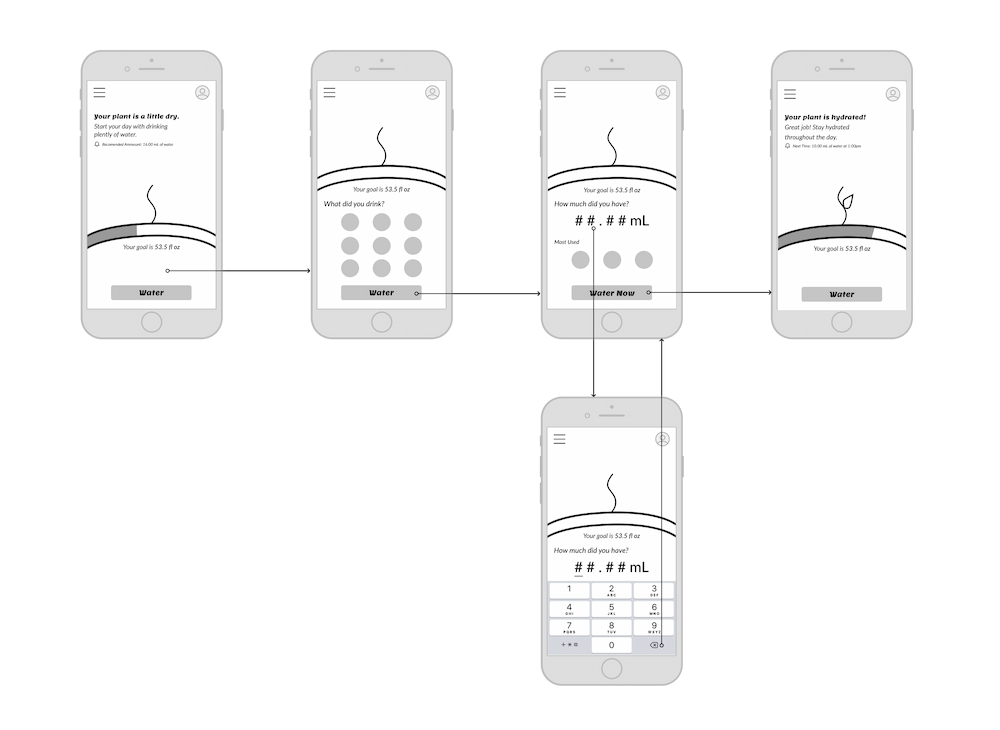 Your plant is a little dry.
Start your day with drinking
plently of water.
Recomended Ammount: 16.00 mL of water
Your goal is 53.5 fl oz
Water
Your goal is 53.5 fl oz
What did you drink?
Water
Your goal is 53.5 fl oz
How much did you have?
# # . # # mL
Most Used
Water Now
Your plant is hydrated!
Great job! Stay hydrated
throughout the day.
Next Time: 10.00 mL of water at 1:00pm
Your goal is 53.5 fl oz
Water
Your goal is 53.5 fl oz
How much did you have?
# # . # # mL
1 2 3
ABC DEF
4 5 6
GHI JKL MNO
7 8 9
PQRS TUV WXYZ
+ * # 0